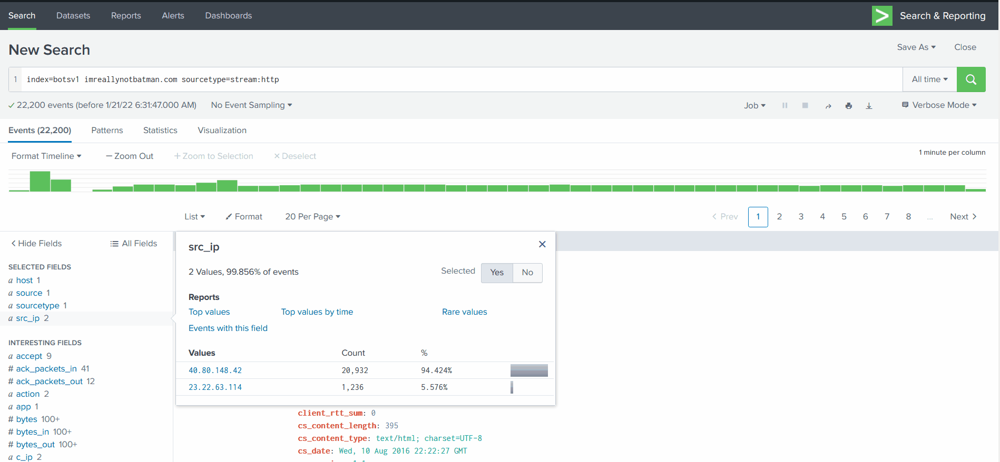 Search Datasets Reports Alerts Dashboards Search & Reporting
New Search
Save As Close
1 index=botsv1 imreallynotbatman.com sourcetype=stream:http All time
22,200 events (before 1/21/22 6:31:47.000 AM) No Event Sampling Job Verbose Mode
Events (22,200) Patterns Statistics Visualization
Format Timeline — Zoom Out + Zoom to Selection × Deselect 1 minute per column
List Format 20 Per Page < Prev 1 2 3 4 5 6 7 8 ... Next >
< Hide Fields All Fields
SELECTED FIELDS
a host 1
a source 1
a sourcetype 1
a src_ip 2
INTERESTING FIELDS
a accept 9
# ack_packets_in 41
# ack_packets_out 12
a action 2
a app 1
# bytes 100+
# bytes_in 100+
# bytes_out 100+
a c_ip 2
src_ip
2 Values, 99.856% of events Selected Yes No
Reports
Top values Top values by time Rare values
Events with this field
Values Count %
40.80.148.42 20,932 94.424%
23.22.63.114 1,236 5.576%
client_rtt_sum: 0
cs_content_length: 395
cs_content_type: text/html; charset=UTF-8
cs_date: Wed, 10 Aug 2016 22:22:27 GMT